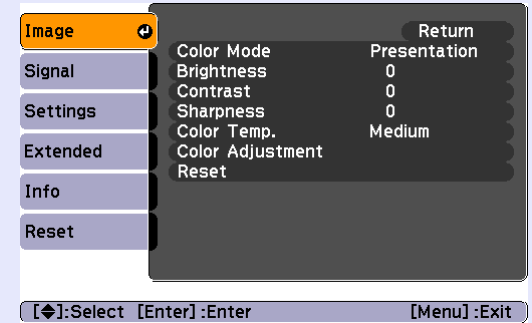 Image
Signal
Settings
Extended
Info
Reset
Return
Color Mode Presentation
Brightness 0
Contrast 0
Sharpness 0
Color Temp. Medium
Color Adjustment
Reset
[◆]:Select [Enter]:Enter [Menu]:Exit